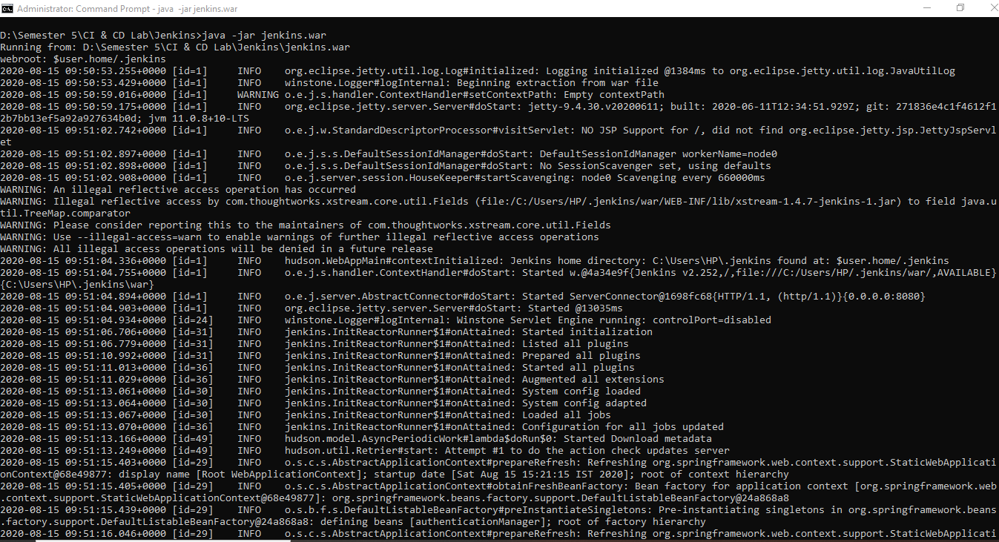 Administrator: Command Prompt - java -jar jenkins.war
D:\Semester 5\CI & CD Lab\Jenkins>java -jar jenkins.war
Running from: D:\Semester 5\CI & CD Lab\Jenkins\jenkins.war
webroot: $user.home/.jenkins
2020-08-15 09:50:53.255+0000 [id=1]     INFO    org.eclipse.jetty.util.log.Log#initialized: Logging initialized @1384ms to org.eclipse.jetty.util.log.JavaUtilLog
2020-08-15 09:50:53.429+0000 [id=1]     INFO    winstone.Logger#logInternal: Beginning extraction from war file
2020-08-15 09:50:59.016+0000 [id=1]     WARNING o.e.j.s.handler.ContextHandler#setContextPath: Empty contextPath
2020-08-15 09:50:59.175+0000 [id=1]     INFO    org.eclipse.jetty.server.Server#doStart: jetty-9.4.30.v20200611; built: 2020-06-11T12:34:51.929Z; git: 271836e4c1f4612f1
2b7bb13ef5a92a927634b0d; jvm 11.0.8+10-LTS
2020-08-15 09:51:02.742+0000 [id=1]     INFO    o.e.j.w.StandardDescriptorProcessor#visitServlet: NO JSP Support for /, did not find org.eclipse.jetty.jsp.JettyJspServl
et
2020-08-15 09:51:02.897+0000 [id=1]     INFO    o.e.j.s.s.DefaultSessionIdManager#doStart: DefaultSessionIdManager workerName=node0
2020-08-15 09:51:02.898+0000 [id=1]     INFO    o.e.j.s.s.DefaultSessionIdManager#doStart: No SessionScavenger set, using defaults
2020-08-15 09:51:02.908+0000 [id=1]     INFO    o.e.j.server.session.HouseKeeper#startScavenging: node0 Scavenging every 660000ms
WARNING: An illegal reflective access operation has occurred
WARNING: Illegal reflective access by com.thoughtworks.xstream.core.util.Fields (file:/C:/Users/HP/.jenkins/war/WEB-INF/lib/xstream-1.4.7-jenkins-1.jar) to field java.u
til.TreeMap.comparator
WARNING: Please consider reporting this to the maintainers of com.thoughtworks.xstream.core.util.Fields
WARNING: Use --illegal-access=warn to enable warnings of further illegal reflective access operations
WARNING: All illegal access operations will be denied in a future release
2020-08-15 09:51:04.336+0000 [id=1]     INFO    hudson.WebAppMain#contextInitialized: Jenkins home directory: C:\Users\HP\.jenkins found at: $user.home/.jenkins
2020-08-15 09:51:04.755+0000 [id=1]     INFO    o.e.j.s.handler.ContextHandler#doStart: Started w.@4a34e9f{Jenkins v2.252,/,file:///C:/Users/HP/.jenkins/war/,AVAILABLE}
{C:\Users\HP\.jenkins\war}
2020-08-15 09:51:04.894+0000 [id=1]     INFO    o.e.j.server.AbstractConnector#doStart: Started ServerConnector@1698fc68{HTTP/1.1, (http/1.1)}{0.0.0.0:8080}
2020-08-15 09:51:04.903+0000 [id=1]     INFO    org.eclipse.jetty.server.Server#doStart: Started @13035ms
2020-08-15 09:51:04.934+0000 [id=24]    INFO    winstone.Logger#logInternal: Winstone Servlet Engine running: controlPort=disabled
2020-08-15 09:51:06.706+0000 [id=31]    INFO    jenkins.InitReactorRunner$1#onAttained: Started initialization
2020-08-15 09:51:06.779+0000 [id=31]    INFO    jenkins.InitReactorRunner$1#onAttained: Listed all plugins
2020-08-15 09:51:10.992+0000 [id=31]    INFO    jenkins.InitReactorRunner$1#onAttained: Prepared all plugins
2020-08-15 09:51:11.013+0000 [id=36]    INFO    jenkins.InitReactorRunner$1#onAttained: Started all plugins
2020-08-15 09:51:11.029+0000 [id=36]    INFO    jenkins.InitReactorRunner$1#onAttained: Augmented all extensions
2020-08-15 09:51:13.061+0000 [id=30]    INFO    jenkins.InitReactorRunner$1#onAttained: System config loaded
2020-08-15 09:51:13.064+0000 [id=30]    INFO    jenkins.InitReactorRunner$1#onAttained: System config adapted
2020-08-15 09:51:13.067+0000 [id=30]    INFO    jenkins.InitReactorRunner$1#onAttained: Loaded all jobs
2020-08-15 09:51:13.070+0000 [id=36]    INFO    jenkins.InitReactorRunner$1#onAttained: Configuration for all jobs updated
2020-08-15 09:51:13.166+0000 [id=49]    INFO    hudson.model.AsyncPeriodicWork#lambda$doRun$0: Started Download metadata
2020-08-15 09:51:13.249+0000 [id=49]    INFO    hudson.util.Retrier#start: Attempt #1 to do the action check updates server
2020-08-15 09:51:15.403+0000 [id=29]    INFO    o.s.c.s.AbstractApplicationContext#prepareRefresh: Refreshing org.springframework.web.context.support.StaticWebApplicati
onContext@68e49877: display name [Root WebApplicationContext]; startup date [Sat Aug 15 15:21:15 IST 2020]; root of context hierarchy
2020-08-15 09:51:15.405+0000 [id=29]    INFO    o.s.c.s.AbstractApplicationContext#obtainFreshBeanFactory: Bean factory for application context [org.springframework.web
.context.support.StaticWebApplicationContext@68e49877]: org.springframework.beans.factory.support.DefaultListableBeanFactory@24a868a8
2020-08-15 09:51:15.439+0000 [id=29]    INFO    o.s.b.f.s.DefaultListableBeanFactory#preInstantiateSingletons: Pre-instantiating singletons in org.springframework.beans
.factory.support.DefaultListableBeanFactory@24a868a8: defining beans [authenticationManager]; root of factory hierarchy
2020-08-15 09:51:16.046+0000 [id=29]    INFO    o.s.c.s.AbstractApplicationContext#prepareRefresh: Refreshing org.springframework.web.context.support.StaticWebApplicati